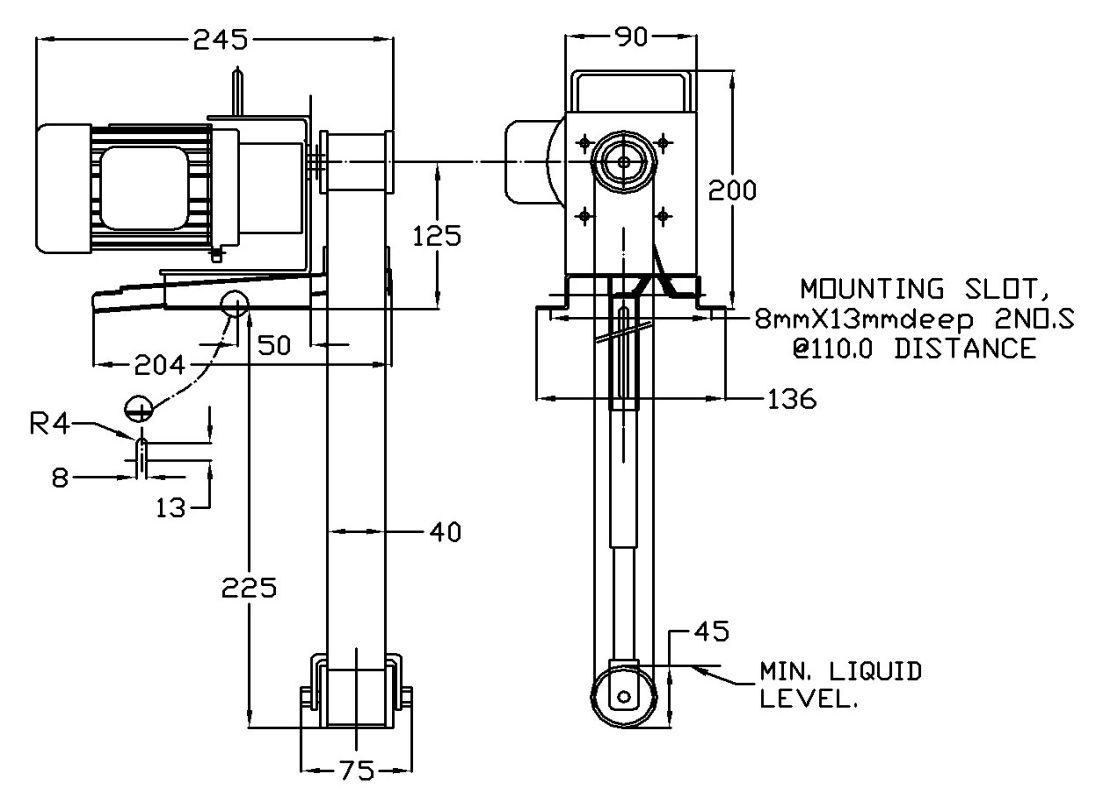 245
90
200
125
MOUNTING SLOT,
8mmX13mmdeep 2NO.S
@110.0 DISTANCE
50
204
136
R4
8
13
40
225
45
MIN. LIQUID
LEVEL.
75